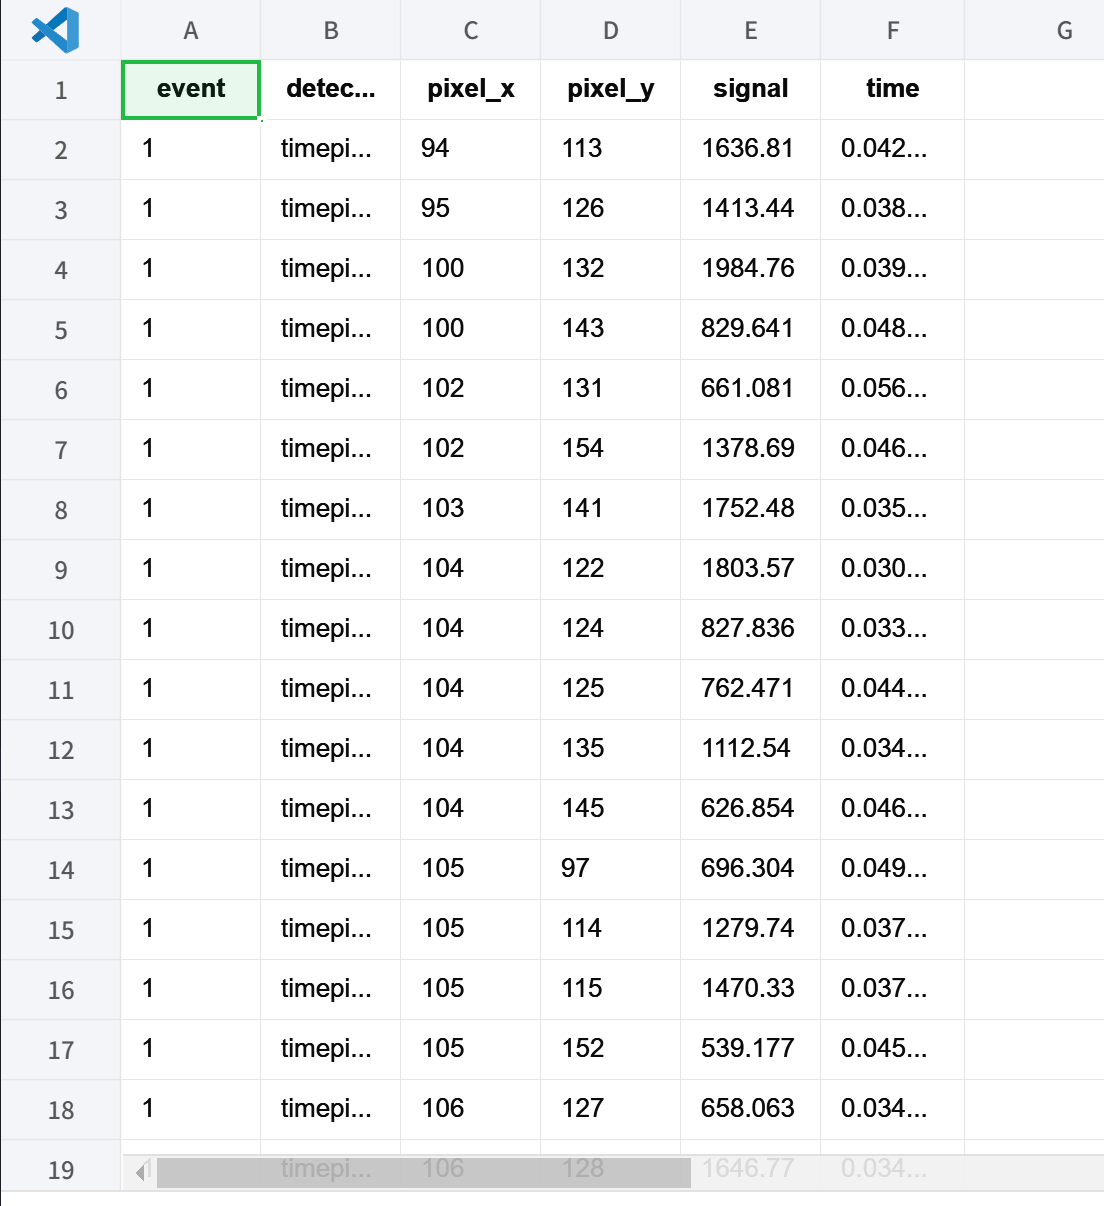 A B C D E F G
1 event detec... pixel_x pixel_y signal time
2 1 timepi... 94 113 1636.81 0.042...
3 1 timepi... 95 126 1413.44 0.038...
4 1 timepi... 100 132 1984.76 0.039...
5 1 timepi... 100 143 829.641 0.048...
6 1 timepi... 102 131 661.081 0.056...
7 1 timepi... 102 154 1378.69 0.046...
8 1 timepi... 103 141 1752.48 0.035...
9 1 timepi... 104 122 1803.57 0.030...
10 1 timepi... 104 124 827.836 0.033...
11 1 timepi... 104 125 762.471 0.044...
12 1 timepi... 104 135 1112.54 0.034...
13 1 timepi... 104 145 626.854 0.046...
14 1 timepi... 105 97 696.304 0.049...
15 1 timepi... 105 114 1279.74 0.037...
16 1 timepi... 105 115 1470.33 0.037...
17 1 timepi... 105 152 539.177 0.045...
18 1 timepi... 106 127 658.063 0.034...
19 1 timepi... 106 128 1646.77 0.034...